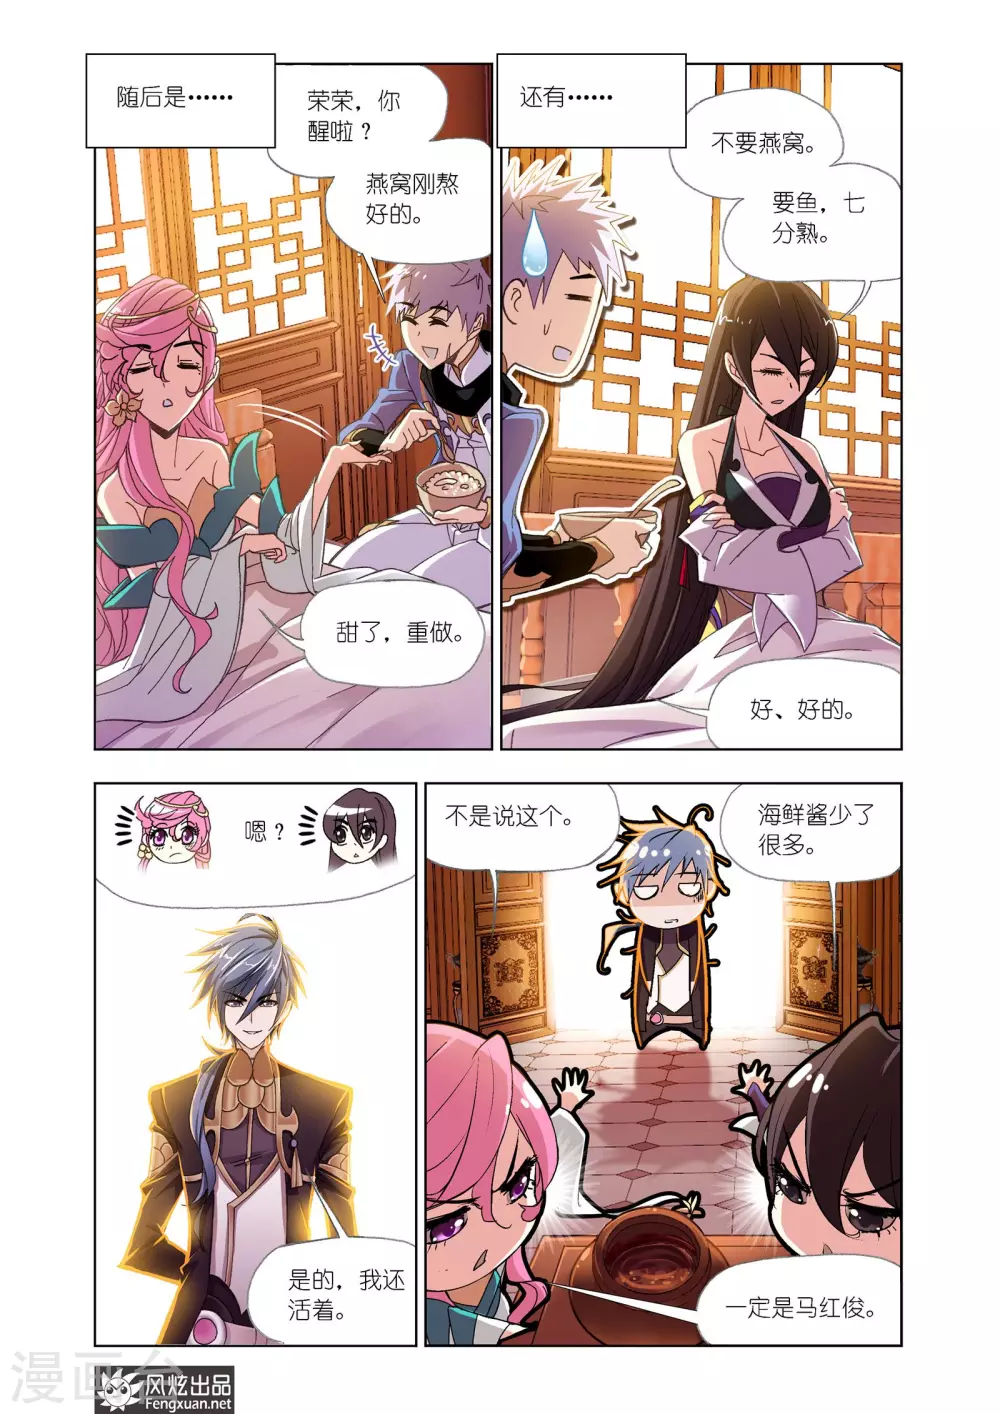 随后是……
荣荣，你
醒啦？
燕窝刚熬
好的。
甜了，重做。
还有……
不要燕窝。
要鱼，七
分熟。
好、好的。
嗯？
是的，我还
活着。
不是说这个。
海鲜酱少了
很多。
一定是马红俊。
漫画台
风炫出品
Fengxuan.net